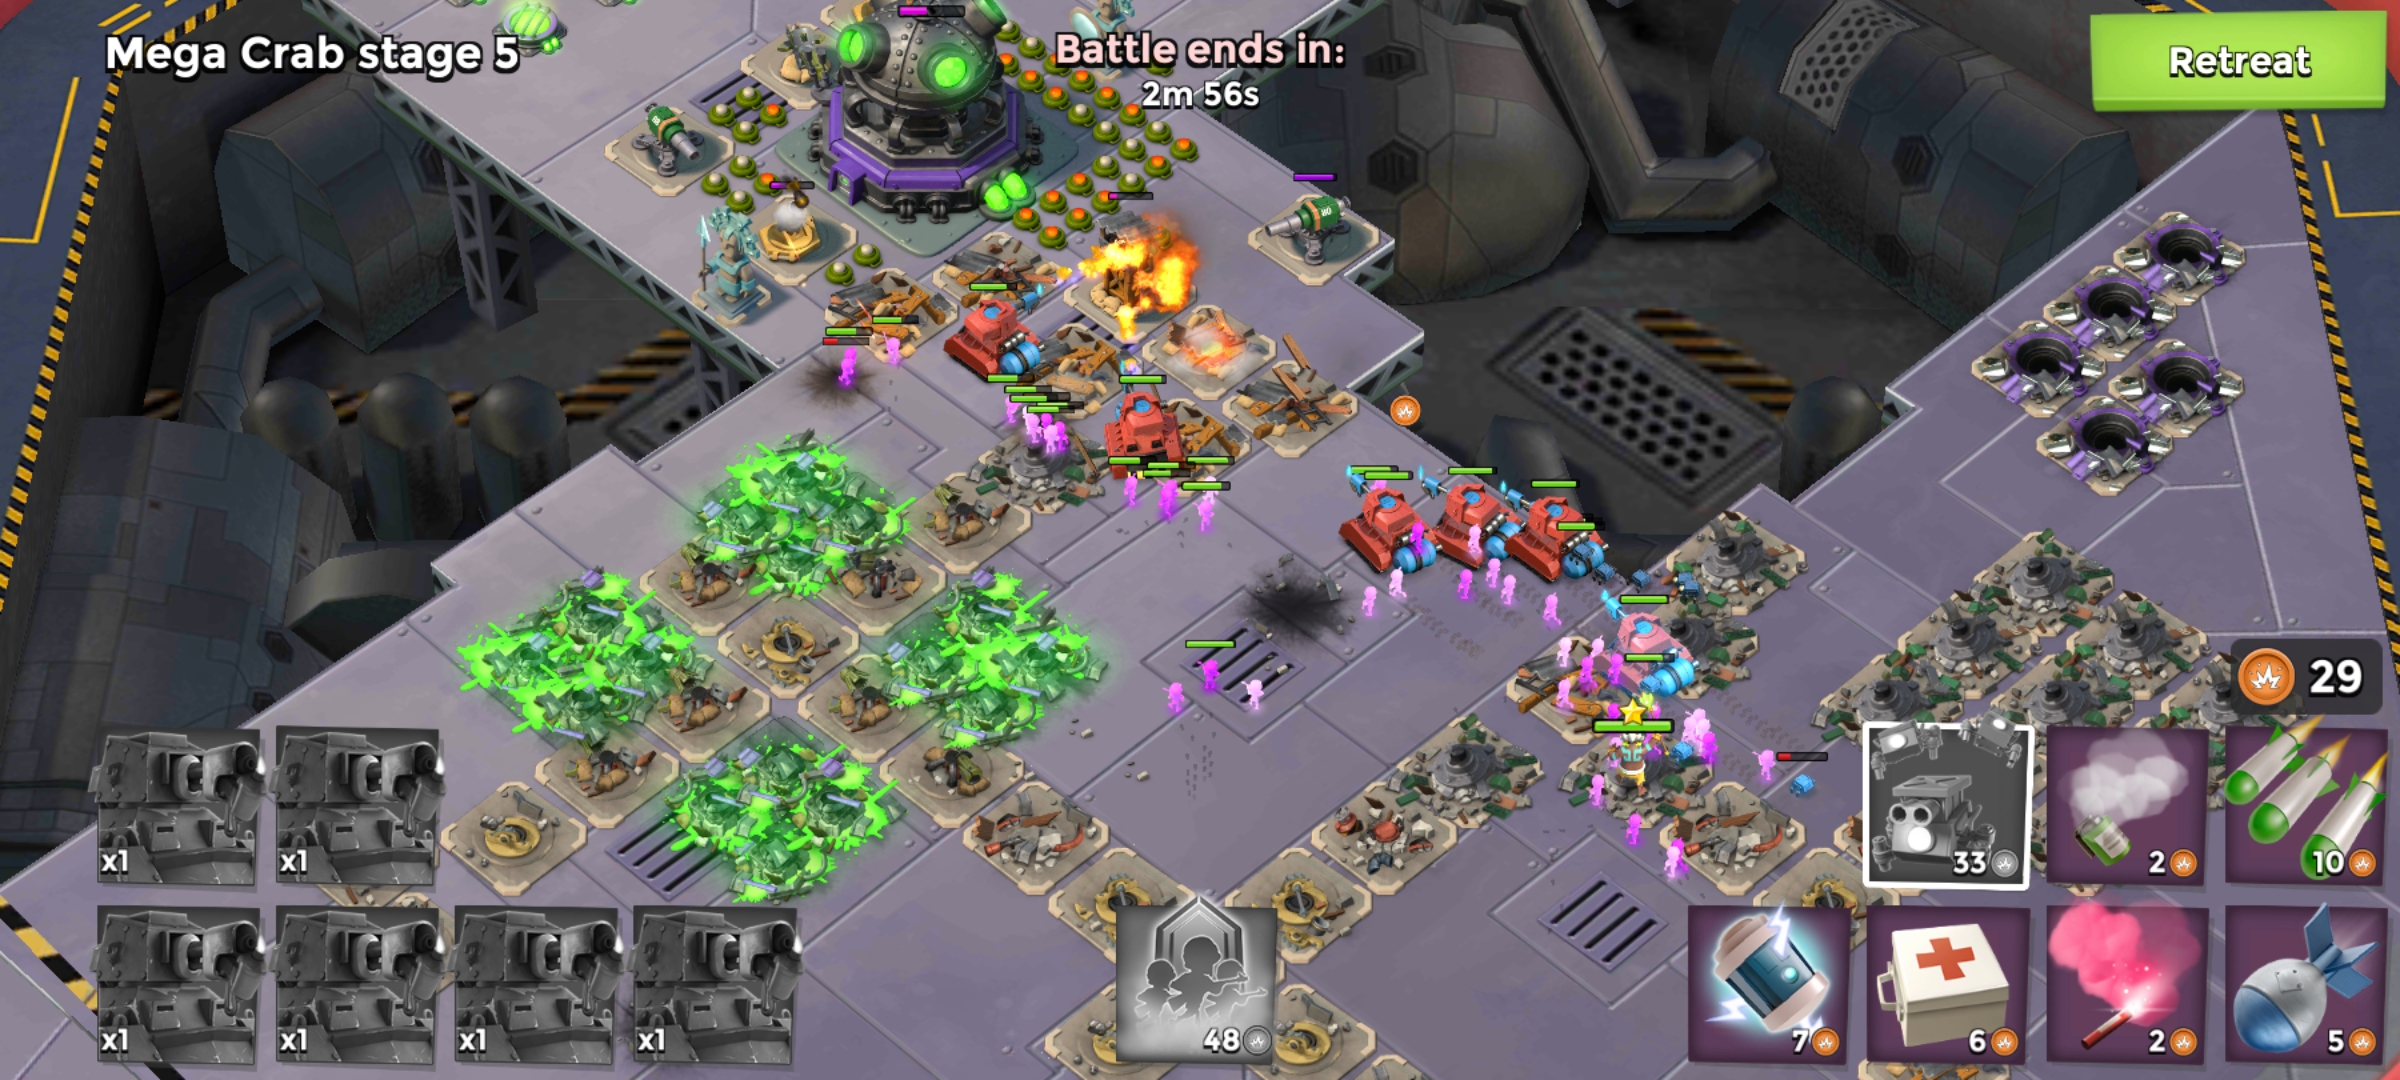 Mega Crab stage 5
Battle ends in:
2m 56s
Retreat
29
x1
x1
33
2
10
x1
x1
x1
x1
48
7
6
2
5